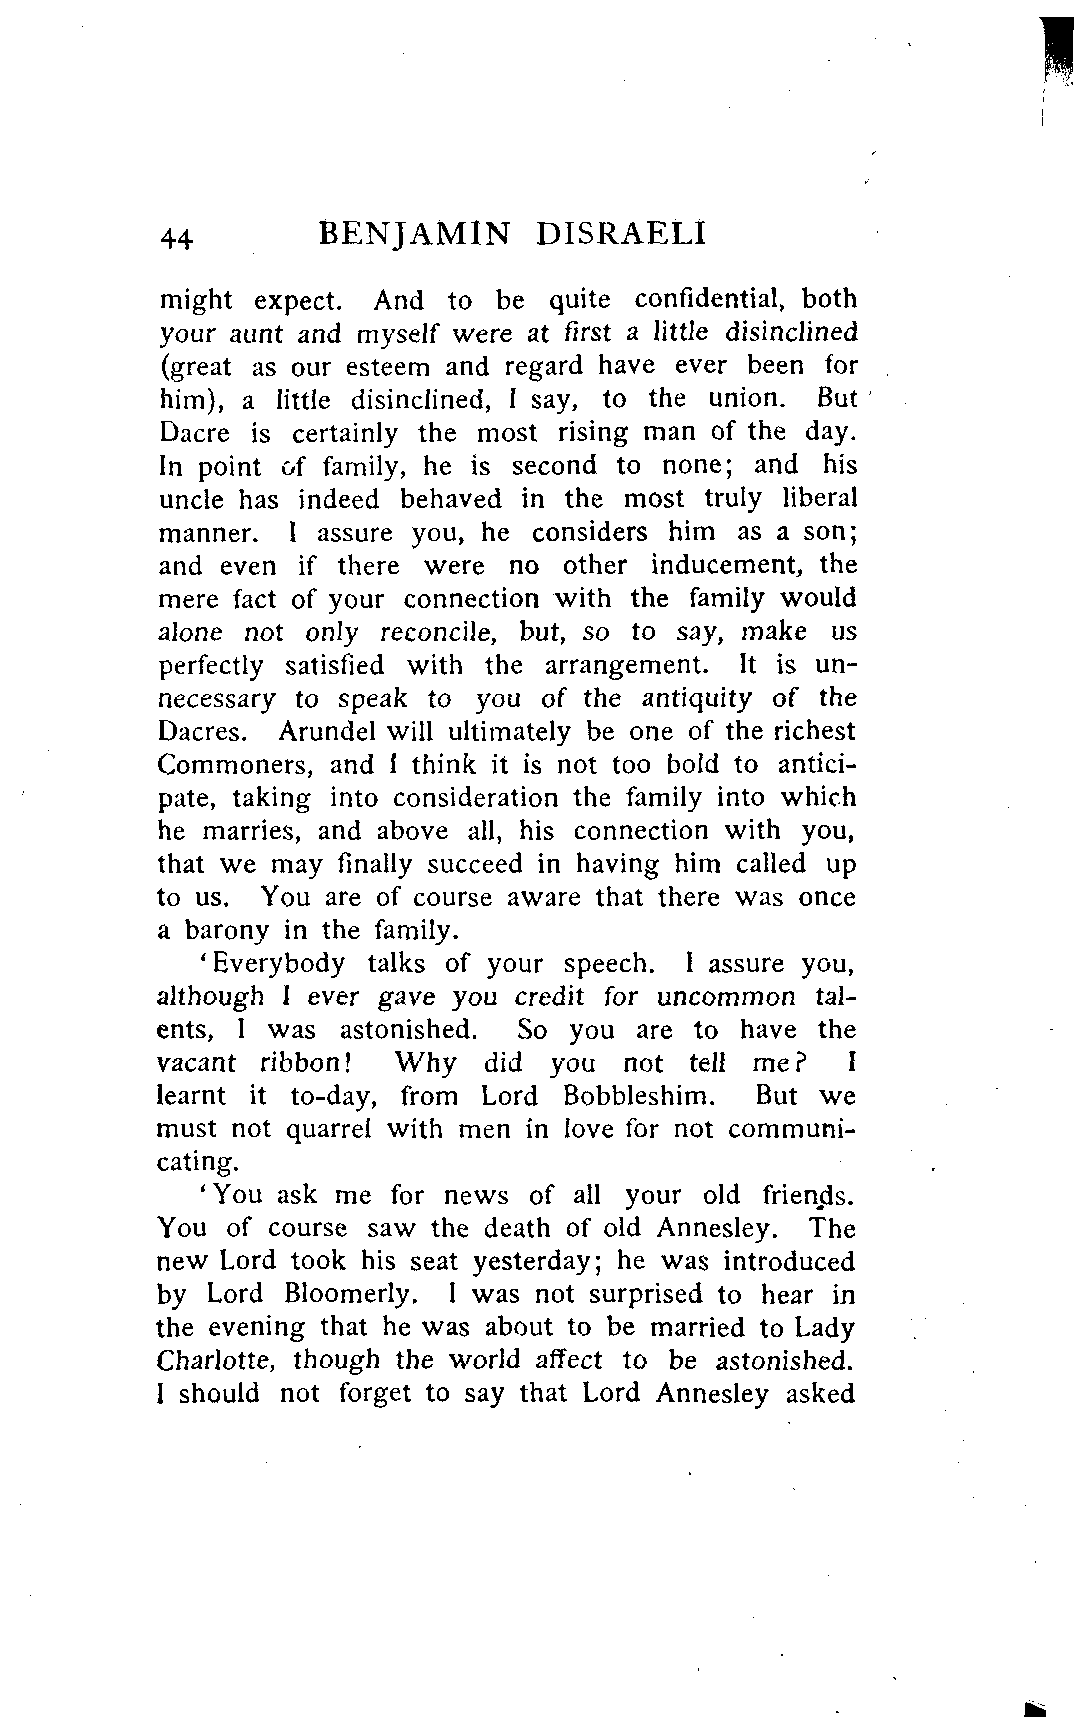 44 BENJAMIN DISRAELI
might expect. And to be quite confidential, both
your aunt and myself were at first a little disinclined
(great as our esteem and regard have ever been for
him), a little disinclined, I say, to the union. But
Dacre is certainly the most rising man of the day.
In point of family, he is second to none; and his
uncle has indeed behaved in the most truly liberal
manner. I assure you, he considers him as a son;
and even if there were no other inducement, the
mere fact of your connection with the family would
alone not only reconcile, but, so to say, make us
perfectly satisfied with the arrangement. It is un-
necessary to speak to you of the antiquity of the
Dacres. Arundel will ultimately be one of the richest
Commoners, and I think it is not too bold to antici-
pate, taking into consideration the family into which
he marries, and above all, his connection with you,
that we may finally succeed in having him called up
to us. You are of course aware that there was once
a barony in the family.
‘Everybody talks of your speech. I assure you,
although I ever gave you credit for uncommon tal-
ents, I was astonished. So you are to have the
vacant ribbon! Why did you not tell me? I
learnt it to-day, from Lord Bobbleshim. But we
must not quarrel with men in love for not communi-
cating.
‘You ask me for news of all your old friends.
You of course saw the death of old Annesley. The
new Lord took his seat yesterday; he was introduced
by Lord Bloomerly. I was not surprised to hear in
the evening that he was about to be married to Lady
Charlotte, though the world affect to be astonished.
I should not forget to say that Lord Annesley asked